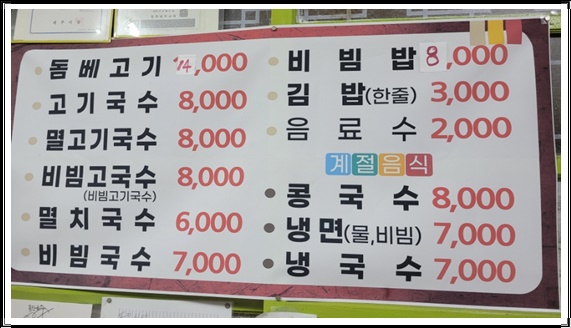 돔베고기 14,000
고기국수 8,000
멸고기국수 8,000
비빔고국수 8,000
(비빔고기국수)
멸치국수 6,000
비빔국수 7,000
비빔밥 8,000
김밥(한줄) 3,000
음료수 2,000
계절음식
콩국수 8,000
냉면(물,비빔) 7,000
냉국수 7,000